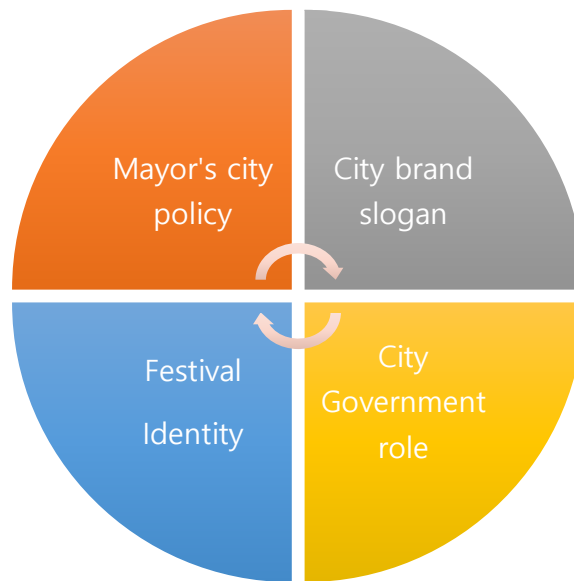 Mayor's city
policy
City brand
slogan
Festival
Identity
City
Government
role